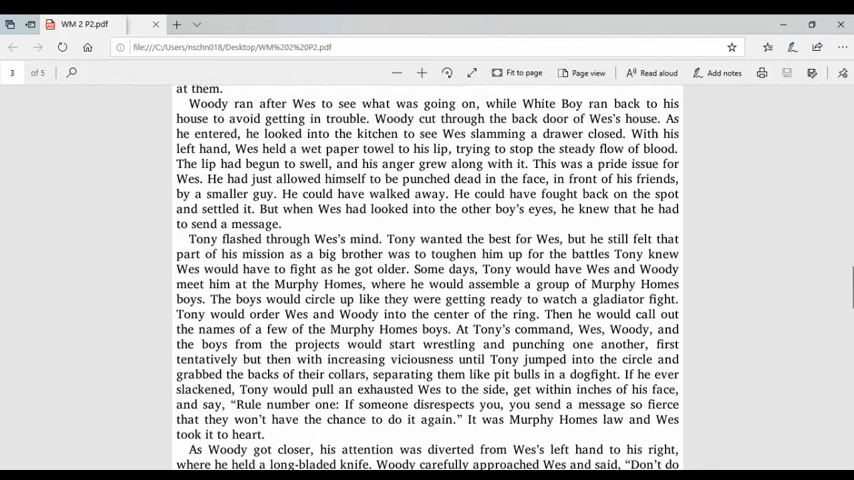 WM 2 P2.pdf
file:///C:/Users/nschn018/Desktop/WM%202%20P2.pdf
3 of 5 Fit to page Page view Read aloud Add notes
at them.
Woody ran after Wes to see what was going on, while White Boy ran back to his
house to avoid getting in trouble. Woody cut through the back door of Wes's house. As
he entered, he looked into the kitchen to see Wes slamming a drawer closed. With his
left hand, Wes held a wet paper towel to his lip, trying to stop the steady flow of blood.
The lip had begun to swell, and his anger grew along with it. This was a pride issue for
Wes. He had just allowed himself to be punched dead in the face, in front of his friends,
by a smaller guy. He could have walked away. He could have fought back on the spot
and settled it. But when Wes had looked into the other boy's eyes, he knew that he had
to send a message.
Tony flashed through Wes's mind. Tony wanted the best for Wes, but he still felt that
part of his mission as a big brother was to toughen him up for the battles Tony knew
Wes would have to fight as he got older. Some days, Tony would have Wes and Woody
meet him at the Murphy Homes, where he would assemble a group of Murphy Homes
boys. The boys would circle up like they were getting ready to watch a gladiator fight.
Tony would order Wes and Woody into the center of the ring. Then he would call out
the names of a few of the Murphy Homes boys. At Tony's command, Wes, Woody, and
the boys from the projects would start wrestling and punching one another, first
tentatively but then with increasing viciousness until Tony jumped into the circle and
grabbed the backs of their collars, separating them like pit bulls in a dogfight. If he ever
slackened, Tony would pull an exhausted Wes to the side, get within inches of his face,
and say, “Rule number one: If someone disrespects you, you send a message so fierce
that they won't have the chance to do it again.” It was Murphy Homes law and Wes
took it to heart.
As Woody got closer, his attention was diverted from Wes's left hand to his right,
where he held a long-bladed knife. Woody carefully approached Wes and said, “Don't do